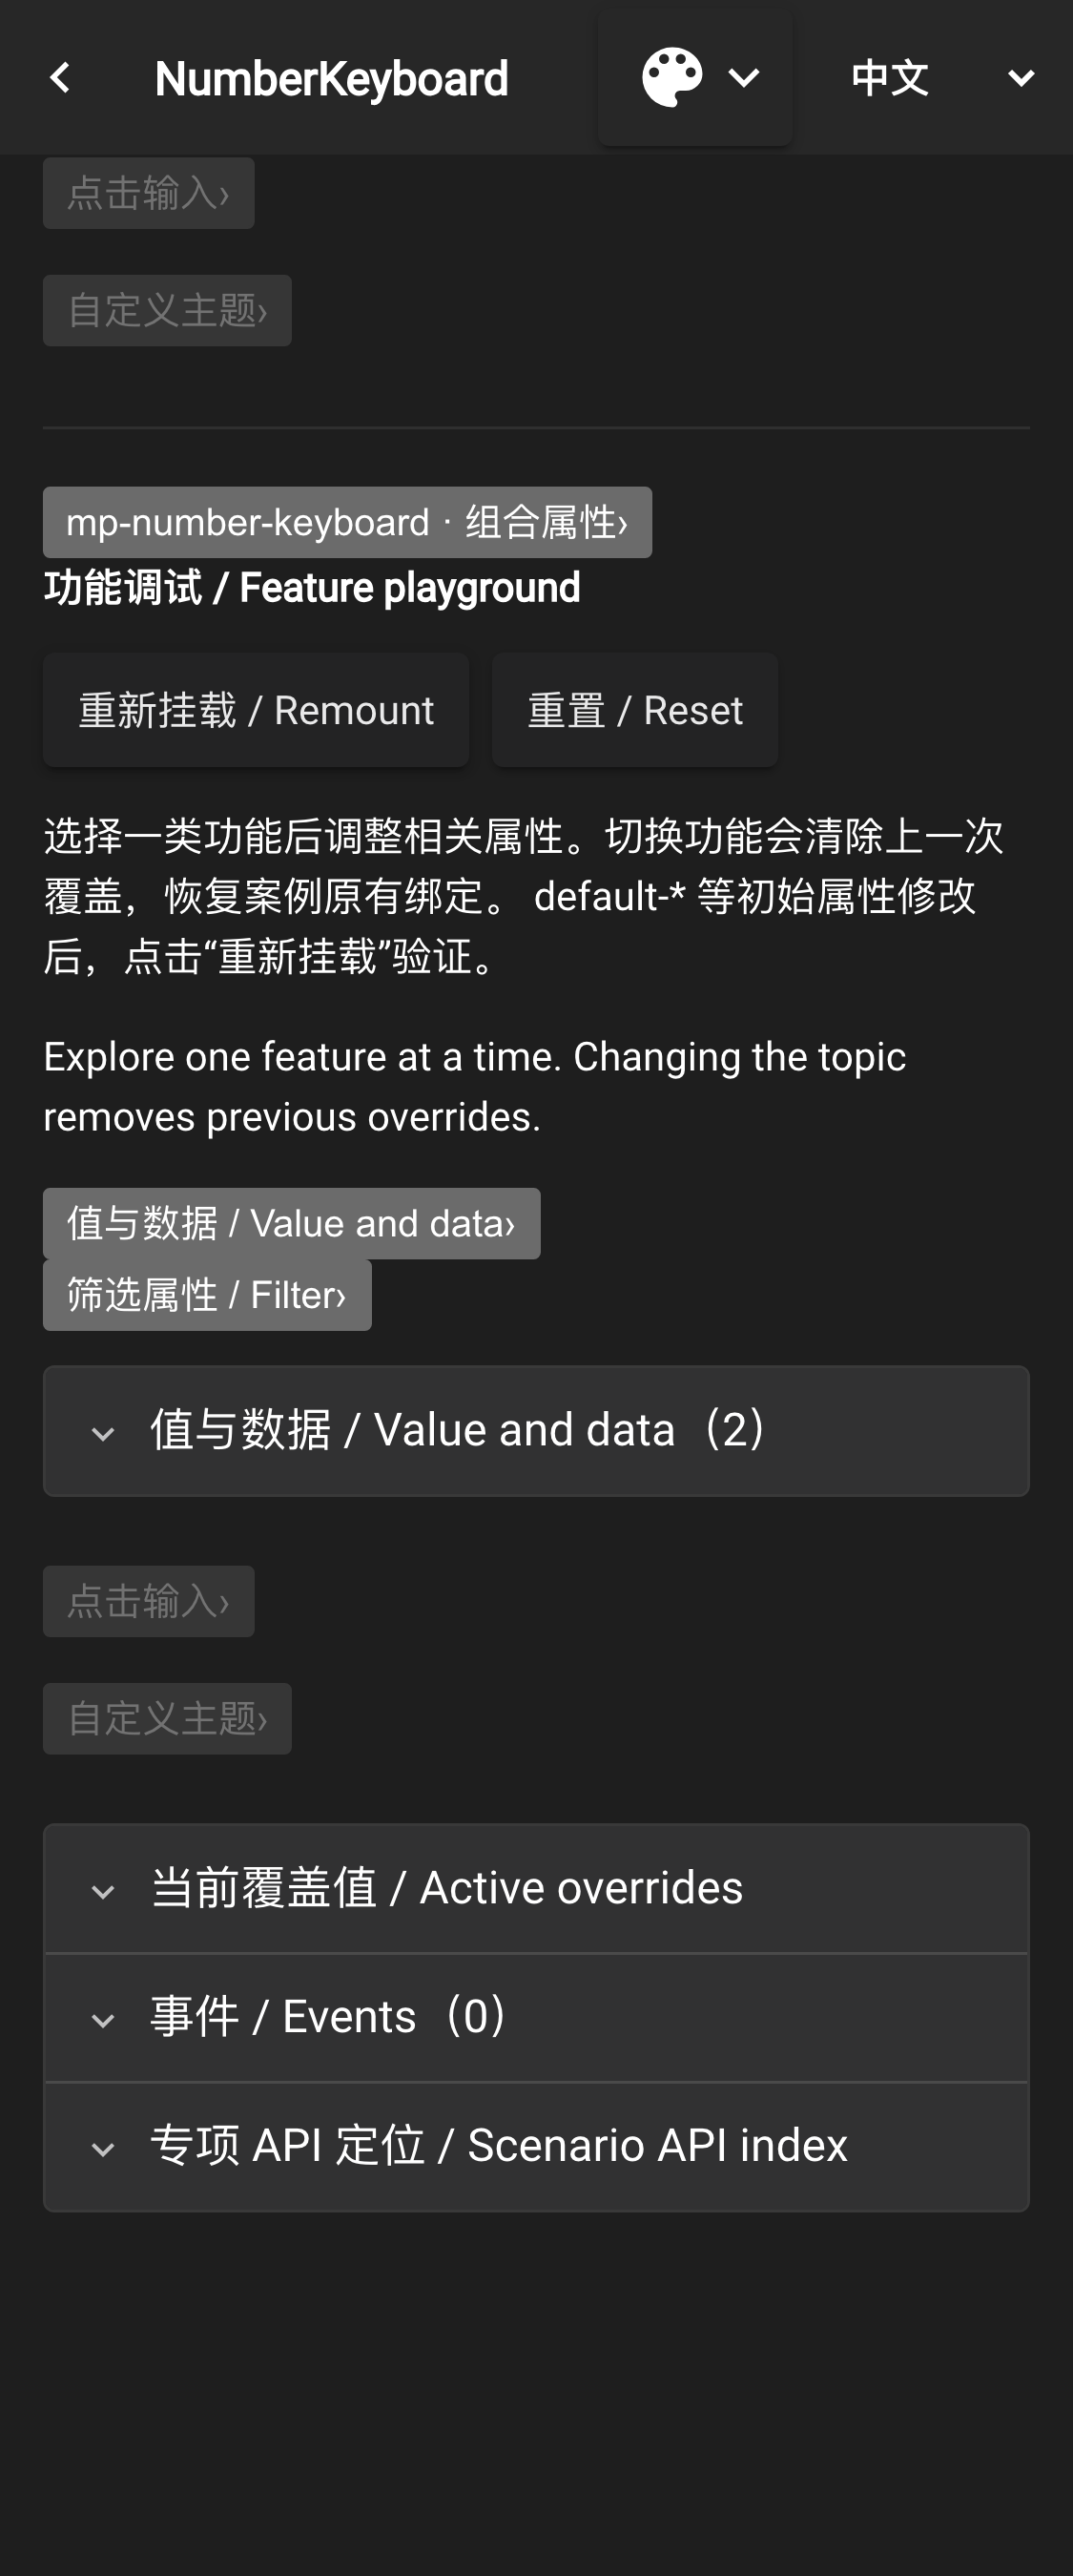 NumberKeyboard
中文
点击输入›
自定义主题›
mp-number-keyboard · 组合属性›
功能调试 / Feature playground
重新挂载 / Remount
重置 / Reset
选择一类功能后调整相关属性。切换功能会清除上一次
覆盖，恢复案例原有绑定。 default-* 等初始属性修改
后，点击“重新挂载”验证。
Explore one feature at a time. Changing the topic
removes previous overrides.
值与数据 / Value and data›
筛选属性 / Filter›
值与数据 / Value and data（2）
点击输入›
自定义主题›
当前覆盖值 / Active overrides
事件 / Events（0）
专项 API 定位 / Scenario API index